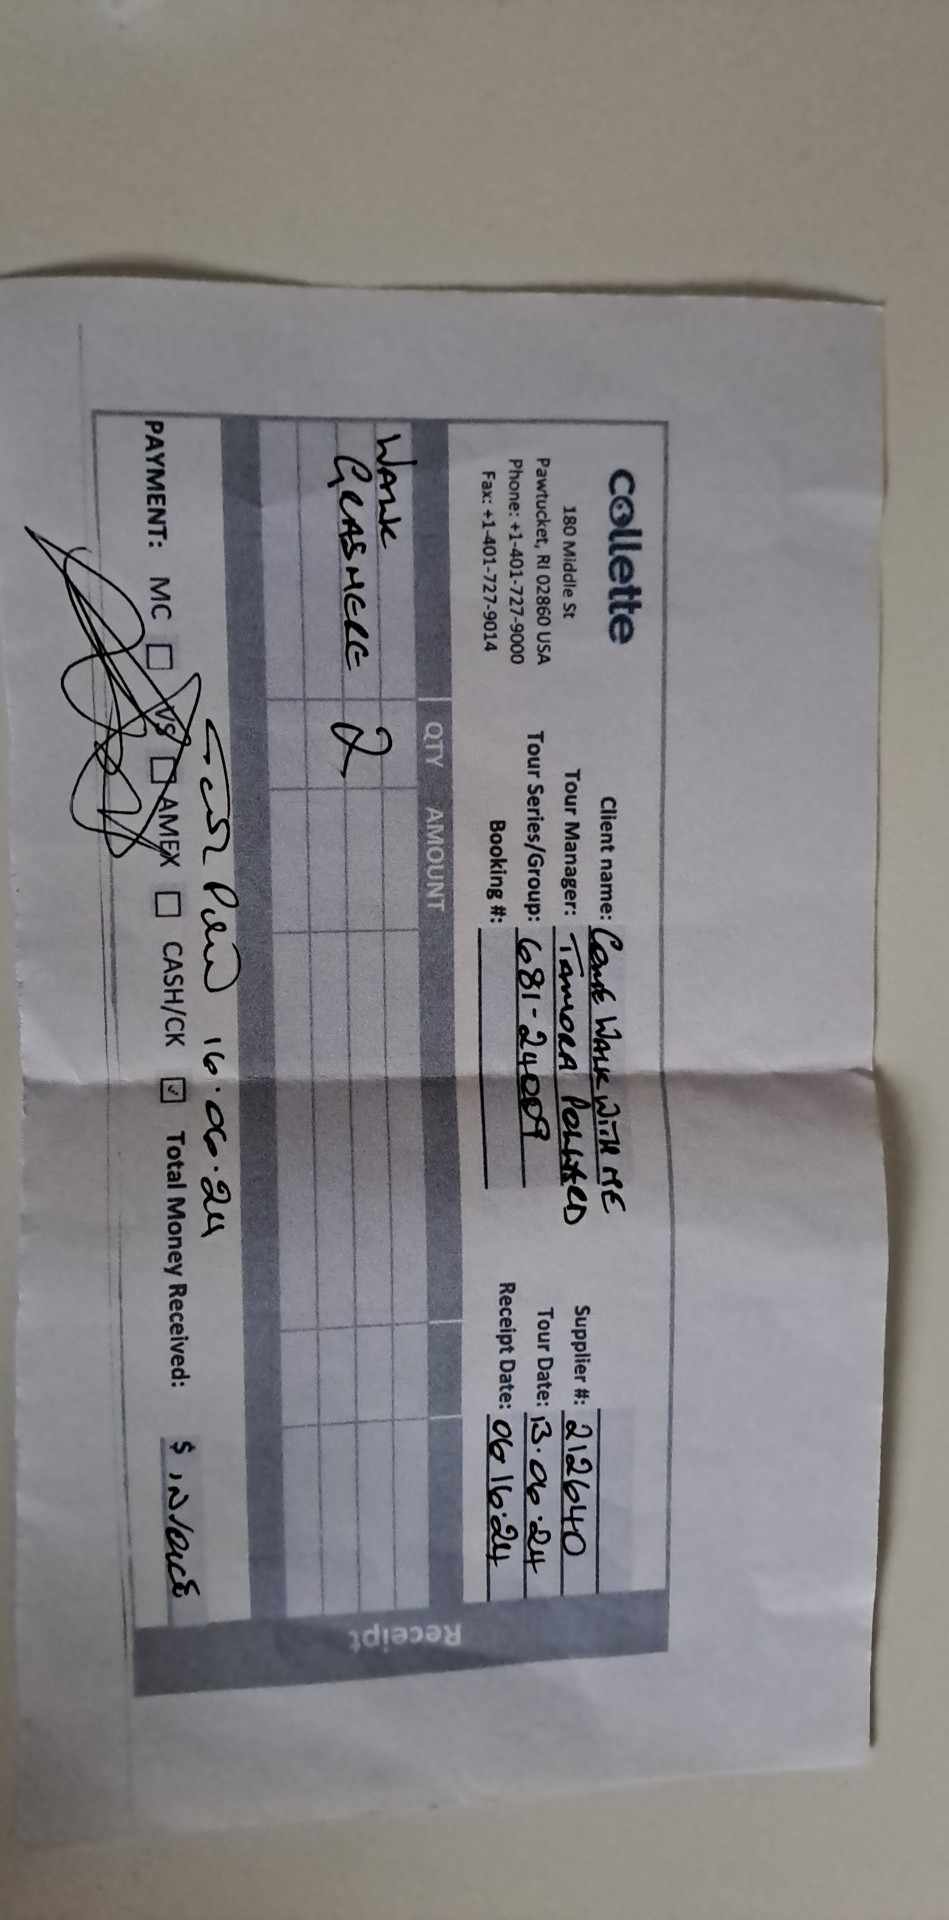 collette
180 Middle St
Pawtucket, RI 02860 USA
Phone: +1-401-727-9000
Fax: +1-401-727-9014
Client name: Come Walk With ME
Tour Manager: TAMORA POLLARD
Tour Series/Group: 681-24009
Booking #:
Supplier #: 212640
Tour Date: 13.06.24
Receipt Date: 06 16.24
Receipt
QTY AMOUNT
WALK
GRASMERE 2
16.06.24
PAYMENT: MC VS AMEX CASH/CK Total Money Received: $ invoice